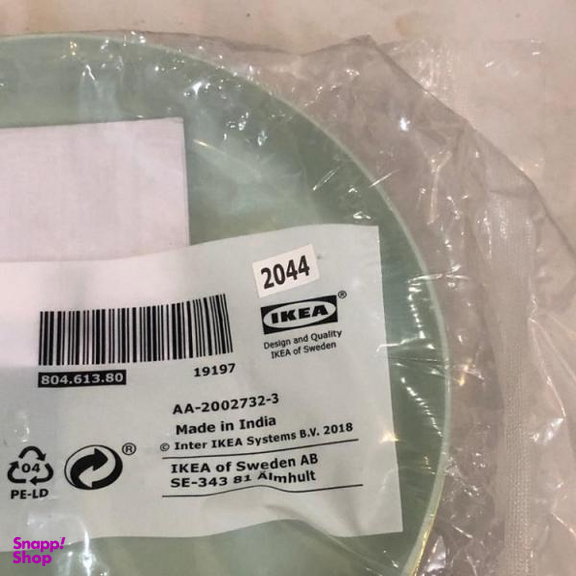 2044
IKEA®
Design and Quality
IKEA of Sweden
804.613.80
19197
AA-2002732-3
Made in India
© Inter IKEA Systems B.V. 2018
IKEA of Sweden AB
SE-343 81 Älmhult
04
PE-LD
®
Snapp!
Shop